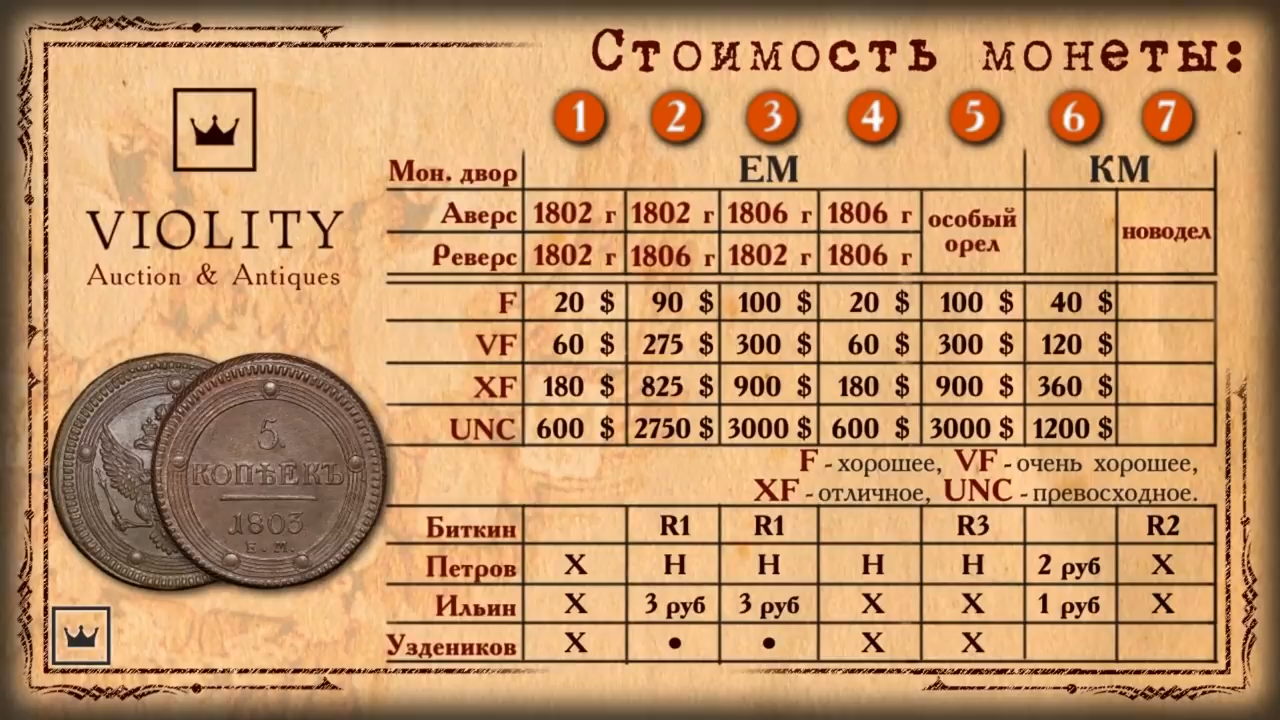 Стоимость монеты:
1 2 3 4 5 6 7
VIOLITY
Auction & Antiques
Мон. двор ЕМ КМ
Аверс 1802 г 1802 г 1806 г 1806 г особый орел новодел
Реверс 1802 г 1806 г 1802 г 1806 г
F 20 $ 90 $ 100 $ 20 $ 100 $ 40 $
VF 60 $ 275 $ 300 $ 60 $ 300 $ 120 $
XF 180 $ 825 $ 900 $ 180 $ 900 $ 360 $
UNC 600 $ 2750 $ 3000 $ 600 $ 3000 $ 1200 $
F - хорошее, VF - очень хорошее,
XF - отличное, UNC - превосходное.
Биткин R1 R1 R3 R2
Петров Х Н Н Н Н 2 руб Х
Ильин Х 3 руб 3 руб Х Х 1 руб Х
Уздеников Х • • Х Х
5.
КОПѢЕКЪ
1803
Е. М.